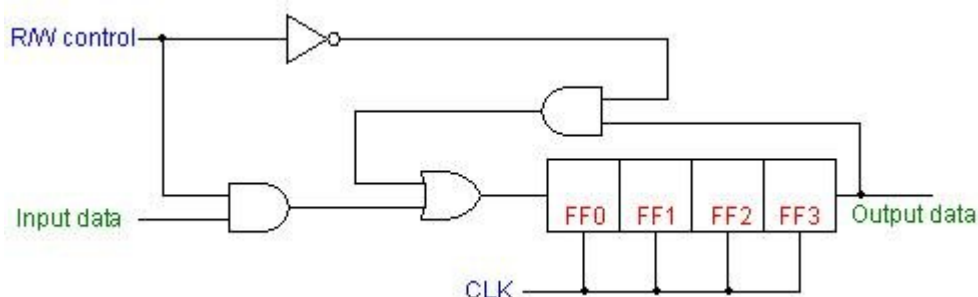 R/W control
Input data
FF0 FF1 FF2 FF3
Output data
CLK